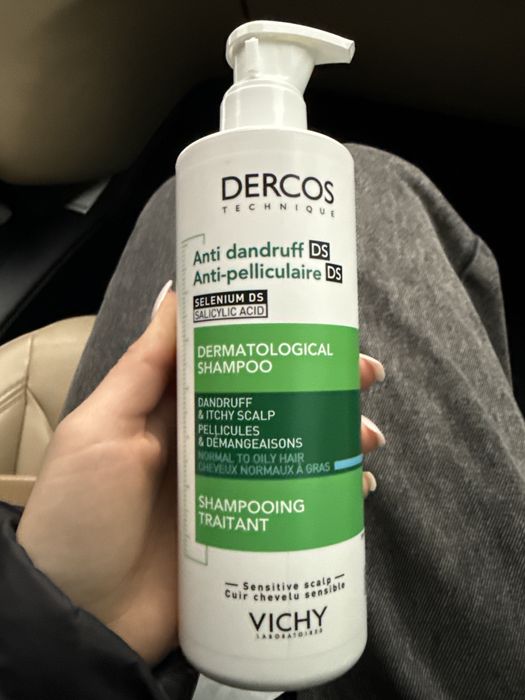 DERCOS
TECHNIQUE
Anti dandruff DS
Anti-pelliculaire DS
SELENIUM DS
SALICYLIC ACID
DERMATOLOGICAL
SHAMPOO
DANDRUFF
& ITCHY SCALP
PELLICULES
& DÉMANGEAISONS
NORMAL TO OILY HAIR
CHEVEUX NORMAUX À GRAS
SHAMPOOING
TRAITANT
Sensitive scalp
Cuir chevelu sensible
VICHY
LABORATOIRES